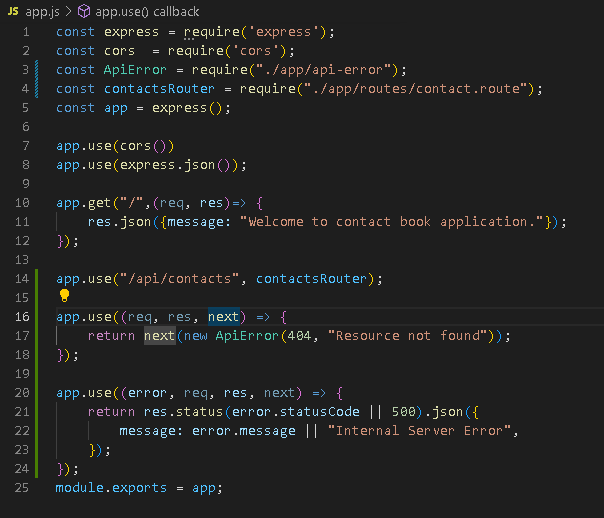 JS app.js > app.use() callback
1 const express = require('express');
2 const cors  = require('cors');
3 const ApiError = require("./app/api-error");
4 const contactsRouter = require("./app/routes/contact.route");
5 const app = express();
6
7 app.use(cors())
8 app.use(express.json());
9
10 app.get("/",(req, res)=> {
11     res.json({message: "Welcome to contact book application."});
12 });
13
14 app.use("/api/contacts", contactsRouter);
15
16 app.use((req, res, next) => {
17     return next(new ApiError(404, "Resource not found"));
18 });
19
20 app.use((error, req, res, next) => {
21     return res.status(error.statusCode || 500).json({
22         message: error.message || "Internal Server Error",
23     });
24 });
25 module.exports = app;